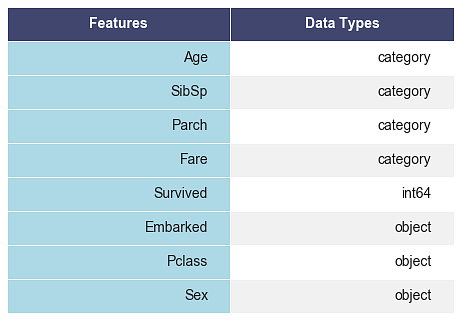 Features Data Types
Age category
SibSp category
Parch category
Fare category
Survived int64
Embarked object
Pclass object
Sex object